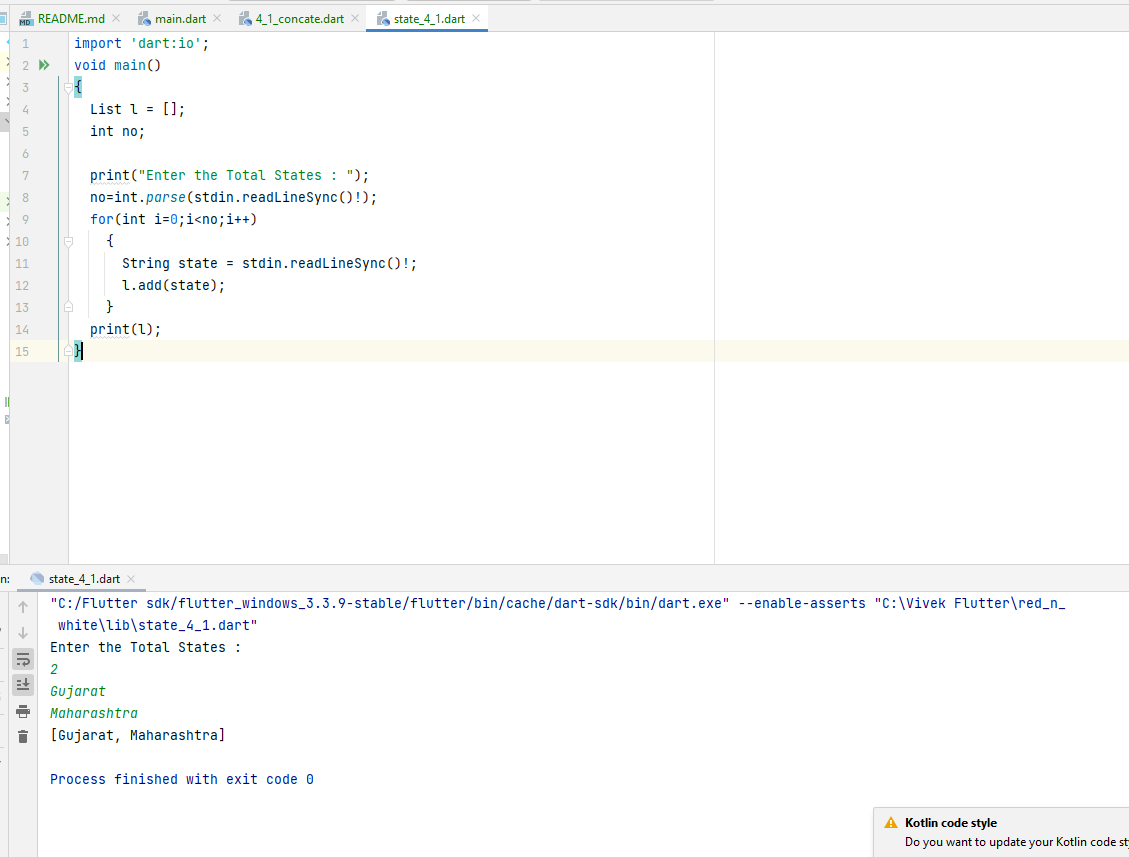 README.md main.dart 4_1_concate.dart state_4_1.dart
1 import 'dart:io';
2 void main()
3 {
4 List l = [];
5 int no;
6
7 print("Enter the Total States : ");
8 no=int.parse(stdin.readLineSync()!);
9 for(int i=0;i<no;i++)
10 {
11 String state = stdin.readLineSync()!;
12 l.add(state);
13 }
14 print(l);
15 }
n: state_4_1.dart
"C:/Flutter sdk/flutter_windows_3.3.9-stable/flutter/bin/cache/dart-sdk/bin/dart.exe" --enable-asserts "C:\Vivek Flutter\red_n_
white\lib\state_4_1.dart"
Enter the Total States :
2
Gujarat
Maharashtra
[Gujarat, Maharashtra]
Process finished with exit code 0
Kotlin code style
Do you want to update your Kotlin code sty